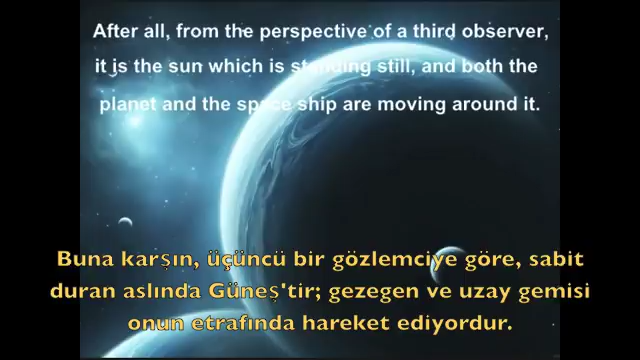 After all, from the perspective of a third observer,
it is the sun which is standing still, and both the
planet and the space ship are moving around it.
Buna karşın, üçüncü bir gözlemciye göre, sabit
duran aslında Güneş'tir; gezegen ve uzay gemisi
onun etrafında hareket ediyordur.